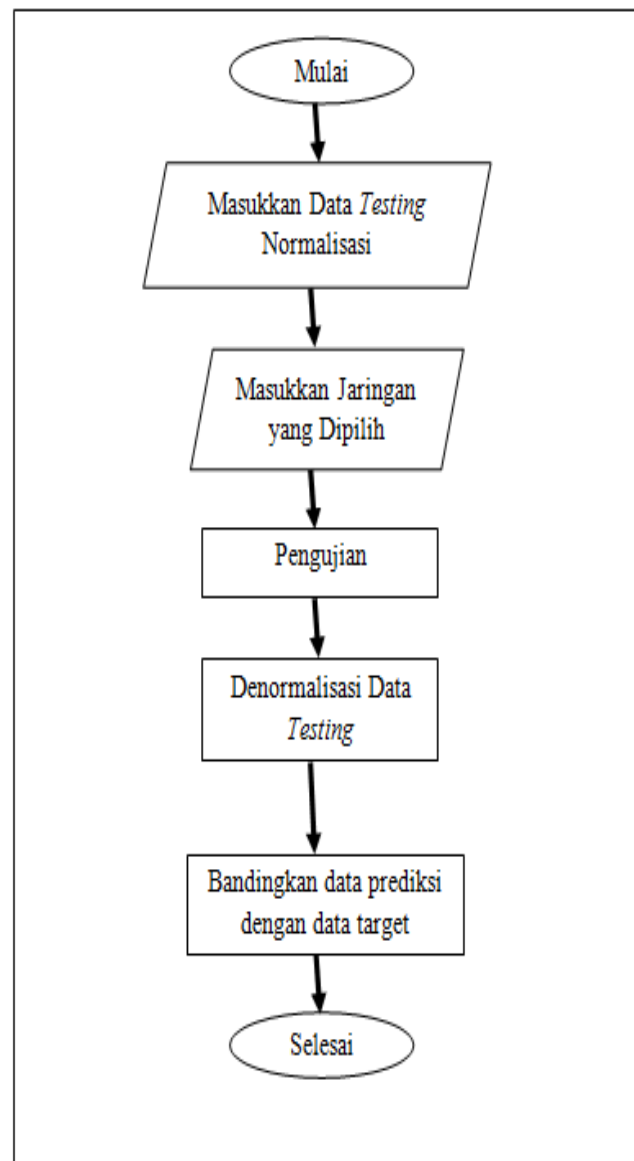 Mulai
Masukkan Data Testing
Normalisasi
Masukkan Jaringan
yang Dipilih
Pengujian
Denormalisasi Data
Testing
Bandingkan data prediksi
dengan data target
Selesai